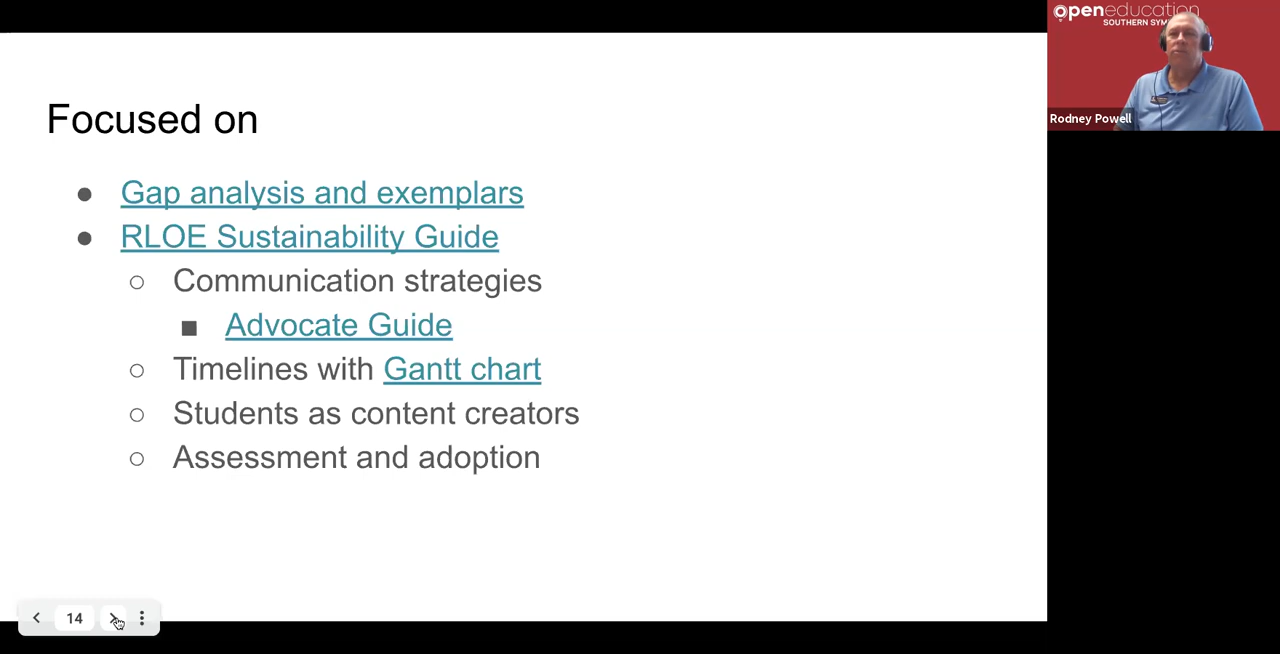 Focused on
Gap analysis and exemplars
RLOE Sustainability Guide
Communication strategies
Advocate Guide
Timelines with Gantt chart
Students as content creators
Assessment and adoption
14
openeducation
SOUTHERN
Rodney Powell